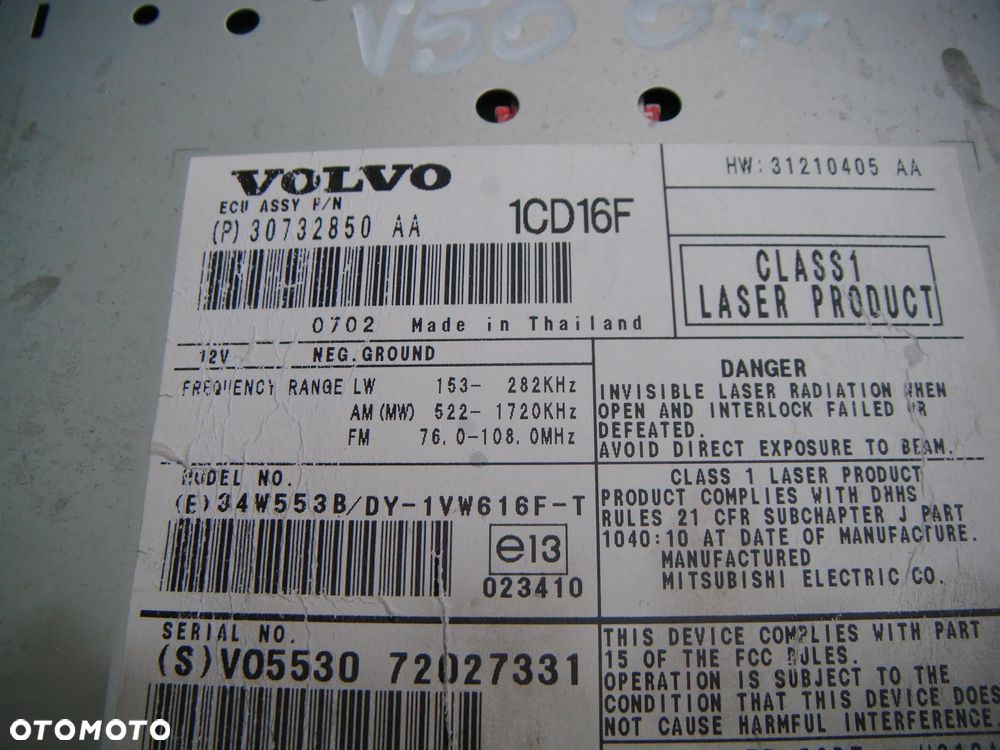 V50
VOLVO
ECU ASSY P/N
(P) 30732850 AA
1CD16F
HW: 31210405 AA
CLASS1
LASER PRODUCT
0702 Made in Thailand
12V NEG. GROUND
FREQUENCY RANGE LW 153- 282KHz
AM (MW) 522- 1720KHz
FM 76.0-108.0MHz
DANGER
INVISIBLE LASER RADIATION WHEN
OPEN AND INTERLOCK FAILED OR
DEFEATED.
AVOID DIRECT EXPOSURE TO BEAM.
MODEL NO.
(E) 34W553B/DY-1VW616F-T
e13
023410
CLASS 1 LASER PRODUCT
PRODUCT COMPLIES WITH DHHS
RULES 21 CFR SUBCHAPTER J PART
1040:10 AT DATE OF MANUFACTURE.
MANUFACTURED
MITSUBISHI ELECTRIC CO.
SERIAL NO.
(S) VO5530 72027331
THIS DEVICE COMPLIES WITH PART
15 OF THE FCC RULES.
OPERATION IS SUBJECT TO THE
CONDITION THAT THIS DEVICE DOES
NOT CAUSE HARMFUL INTERFERENCE.
OTOMOTO